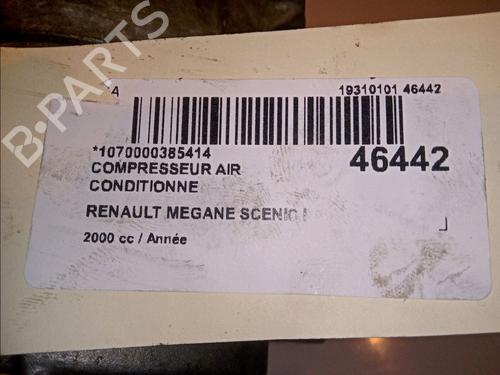 A 19310101 46442
*1070000385414
46442
COMPRESSEUR AIR
CONDITIONNE
RENAULT MEGANE SCENIC I
2000 cc / Année
B-PARTS